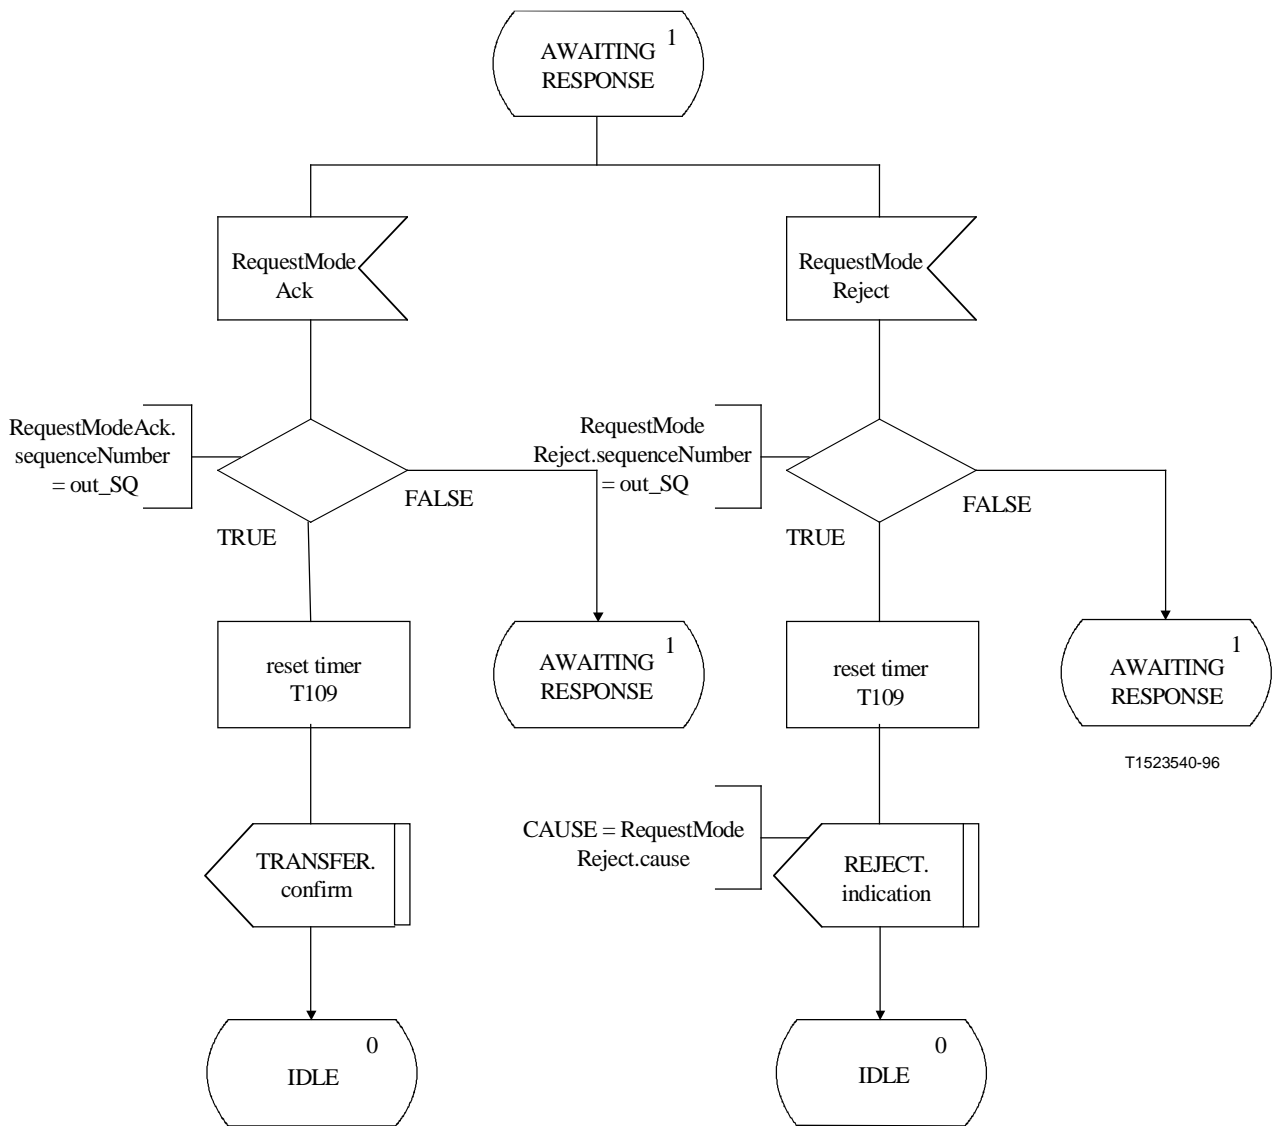 1
AWAITING
RESPONSE
RequestMode
Ack
RequestMode
Reject
RequestModeAck.
sequenceNumber
= out_SQ
FALSE
TRUE
RequestMode
Reject.sequenceNumber
= out_SQ
FALSE
TRUE
reset timer
T109
1
AWAITING
RESPONSE
reset timer
T109
1
AWAITING
RESPONSE
T1523540-96
TRANSFER.
confirm
CAUSE = RequestMode
Reject.cause
REJECT.
indication
0
IDLE
0
IDLE